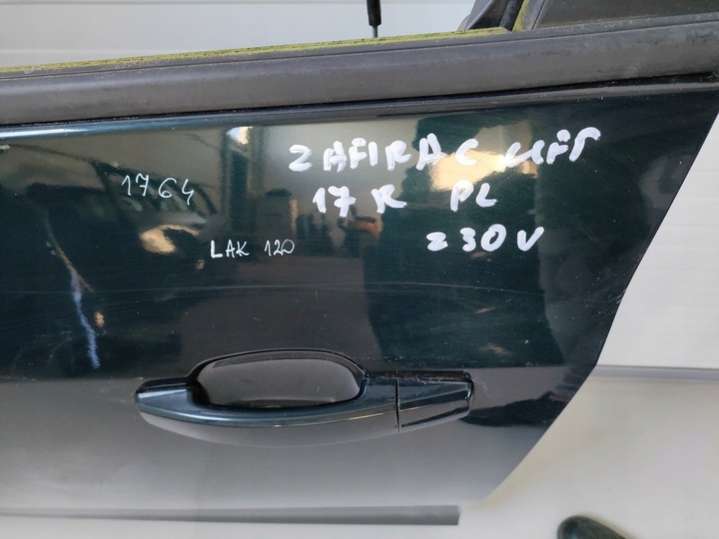 ZAFIRA C LIFT
17 R PL
Z30V
1764
LAK 120